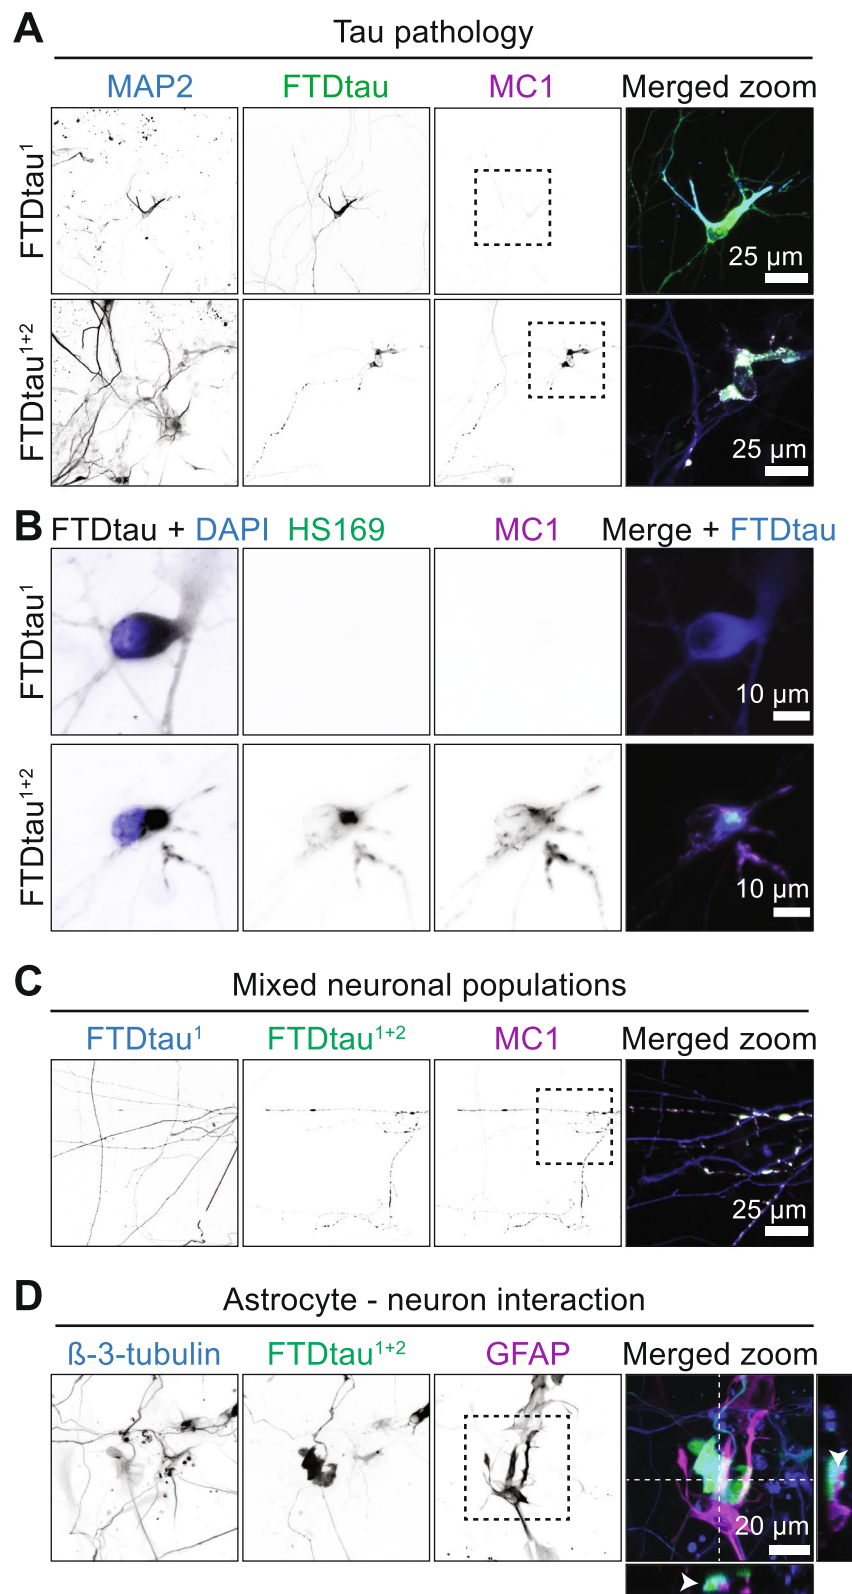 A
Tau pathology
MAP2 FTDtau MC1 Merged zoom
FTDtau¹
25 µm
FTDtau¹⁺²
25 µm
B
FTDtau + DAPI HS169 MC1 Merge + FTDtau
FTDtau¹
10 µm
FTDtau¹⁺²
10 µm
C
Mixed neuronal populations
FTDtau¹ FTDtau¹⁺² MC1 Merged zoom
25 µm
D
Astrocyte - neuron interaction
ß-3-tubulin FTDtau¹⁺² GFAP Merged zoom
20 µm